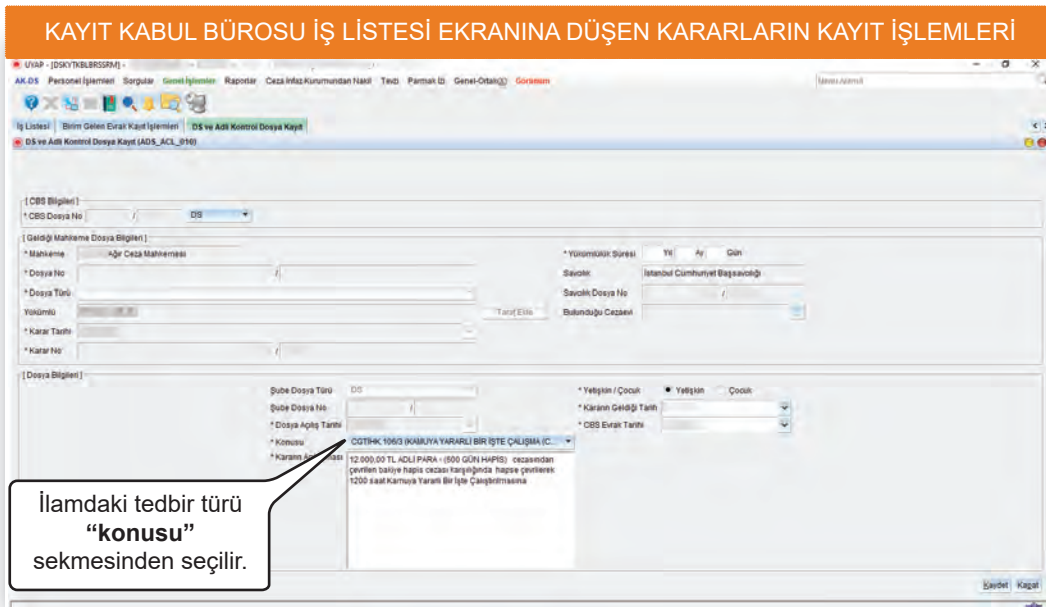 KAYIT KABUL BÜROSU İŞ LİSTESİ EKRANINA DÜŞEN KARARLARIN KAYIT İŞLEMLERİ
UYAP - [DSKYTKBLBRSSRM] -
AK-DS Personel İşlemleri Sorgular Genel İşlemler Raporlar Ceza İnfaz Kurumundan Nakil Tevzi Parmak İzi Genel-Ortak Görünüm
İş Listesi Birim Gelen Evrak Kayıt İşlemleri DS ve Adli Kontrol Dosya Kayıt
DS ve Adli Kontrol Dosya Kayıt (ADS_ACL_010)
[ CBS Bilgileri ]
* CBS Dosya No / DS
[ Geldiği Mahkeme Dosya Bilgileri ]
* Mahkeme Ağır Ceza Mahkemesi * Yükümlülük Süresi Yıl Ay Gün
* Dosya No / Savcılık İstanbul Cumhuriyet Başsavcılığı
* Dosya Türü Savcılık Dosya No /
Yükümlü Taraf Ekle Bulunduğu Cezaevi
* Karar Tarihi
* Karar No /
[ Dosya Bilgileri ]
Şube Dosya Türü DS * Yetişkin / Çocuk Yetişkin Çocuk
Şube Dosya No / * Kararın Geldiği Tarih
* Dosya Açılış Tarihi * CBS Evrak Tarihi
* Konusu CGTİHK 106/3 (KAMUYA YARARLI BİR İŞTE ÇALIŞMA (C...
* Kararın
12.000,00 TL ADLİ PARA - (600 GÜN HAPİS) cezasından
çevrilen bakiye hapis cezası karşılığında hapse çevrilerek
1200 saat Kamuya Yararlı Bir İşte Çalıştırılmasına
İlamdaki tedbir türü
“konusu”
sekmesinden seçilir.
Kaydet Kapat